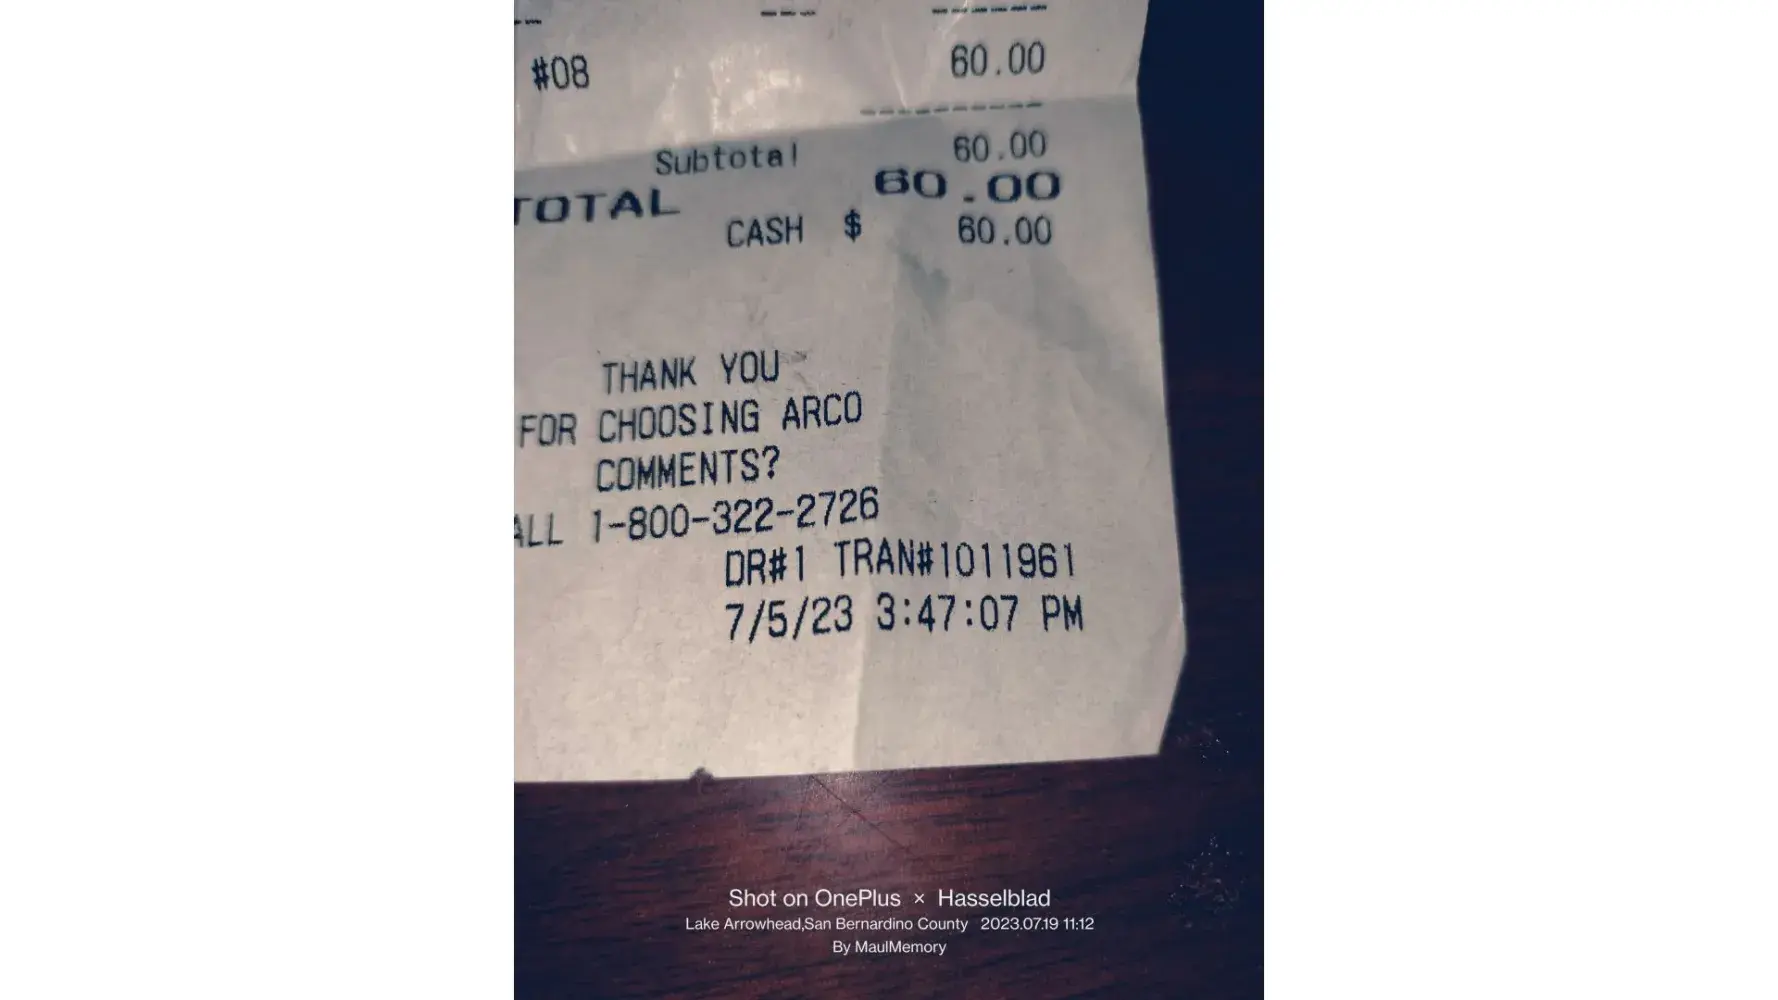 #08 60.00
Subtotal 60.00
TOTAL 60.00
CASH $ 60.00
THANK YOU
FOR CHOOSING ARCO
COMMENTS?
ALL 1-800-322-2726
DR#1 TRAN#1011961
7/5/23 3:47:07 PM
Shot on OnePlus × Hasselblad
Lake Arrowhead,San Bernardino County 2023.07.19 11:12
By MaulMemory